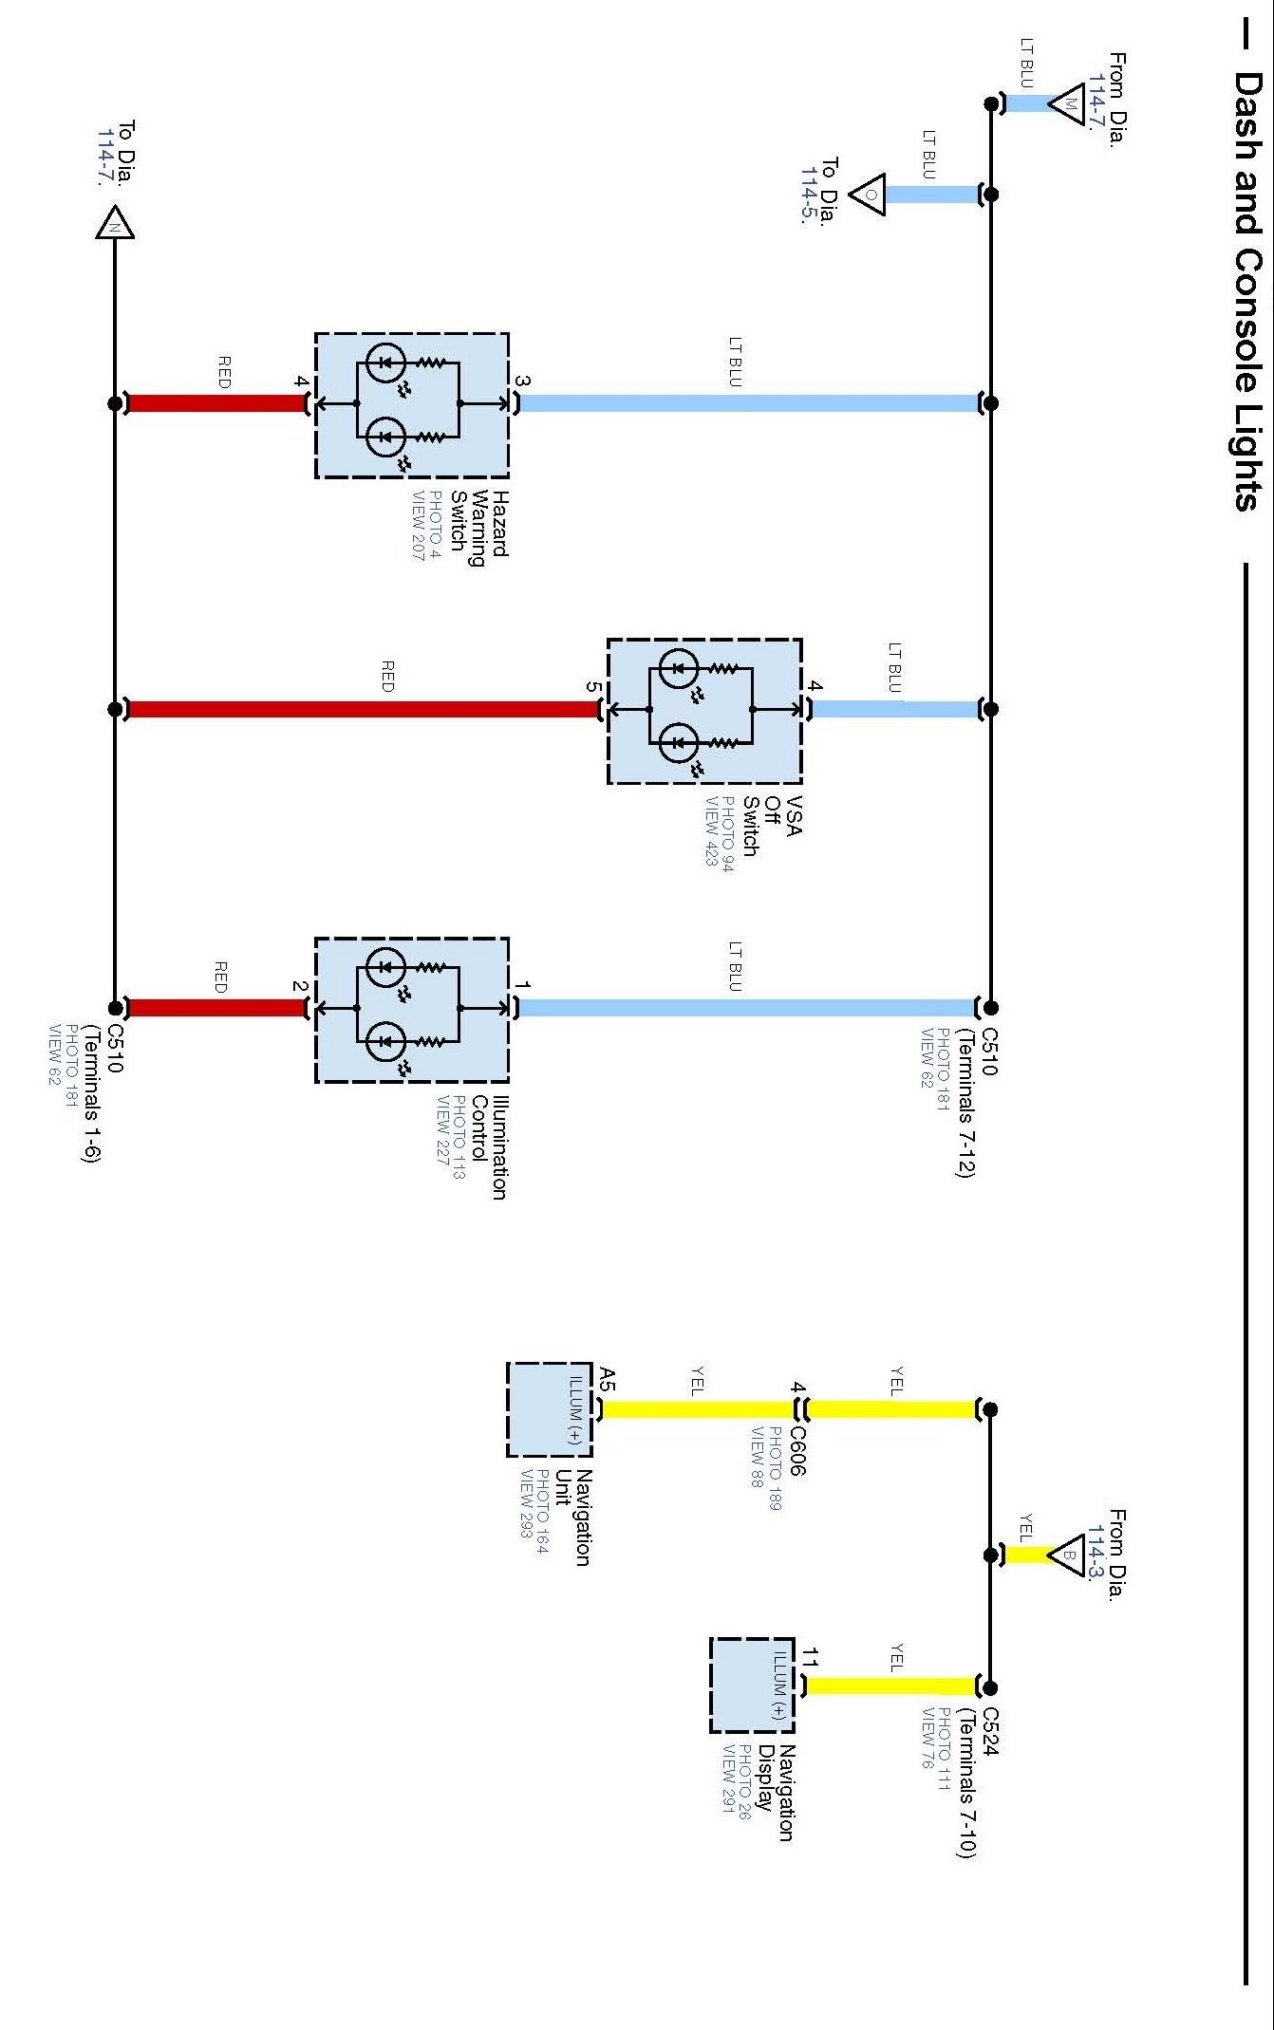 Dash and Console Lights
From Dia.
114-7.
M
LT BLU
LT BLU
O
To Dia.
114-5.
LT BLU
3
Hazard
Warning
Switch
PHOTO 4
VIEW 207
4
RED
To Dia.
114-7.
N
LT BLU
4
VSA
Off
Switch
PHOTO 94
VIEW 423
5
RED
LT BLU
1
Illumination
Control
PHOTO 113
VIEW 227
2
RED
C510
(Terminals 7-12)
PHOTO 181
VIEW 62
C510
(Terminals 1-6)
PHOTO 181
VIEW 62
From Dia.
114-3.
B
YEL
YEL
4
C606
PHOTO 189
VIEW 88
YEL
A5
ILLUM (+)
Navigation
Unit
PHOTO 164
VIEW 293
C524
(Terminals 7-10)
PHOTO 111
VIEW 76
YEL
11
ILLUM (+)
Navigation
Display
PHOTO 26
VIEW 291